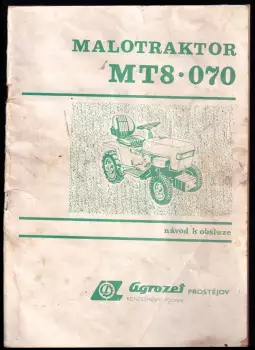 MALOTRAKTOR
MT8·070
návod k obsluze
agrozet PROSTĚJOV